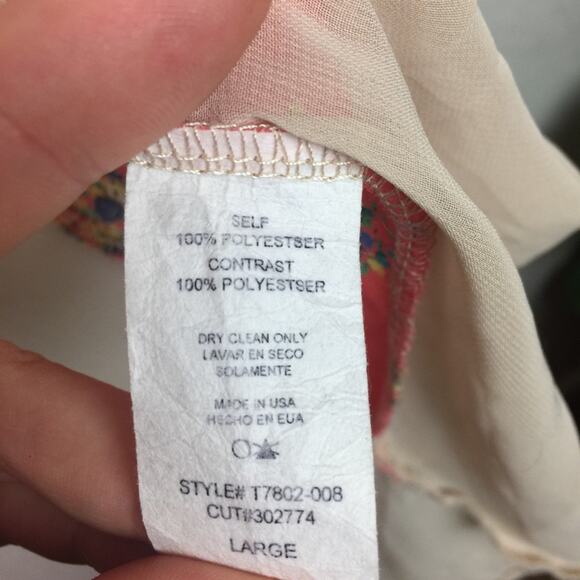 SELF
100% POLYESTSER
CONTRAST
100% POLYESTSER
DRY CLEAN ONLY
LAVAR EN SECO
SOLAMENTE
MADE IN USA
HECHO EN EUA
STYLE# T7802-008
CUT#302774
LARGE